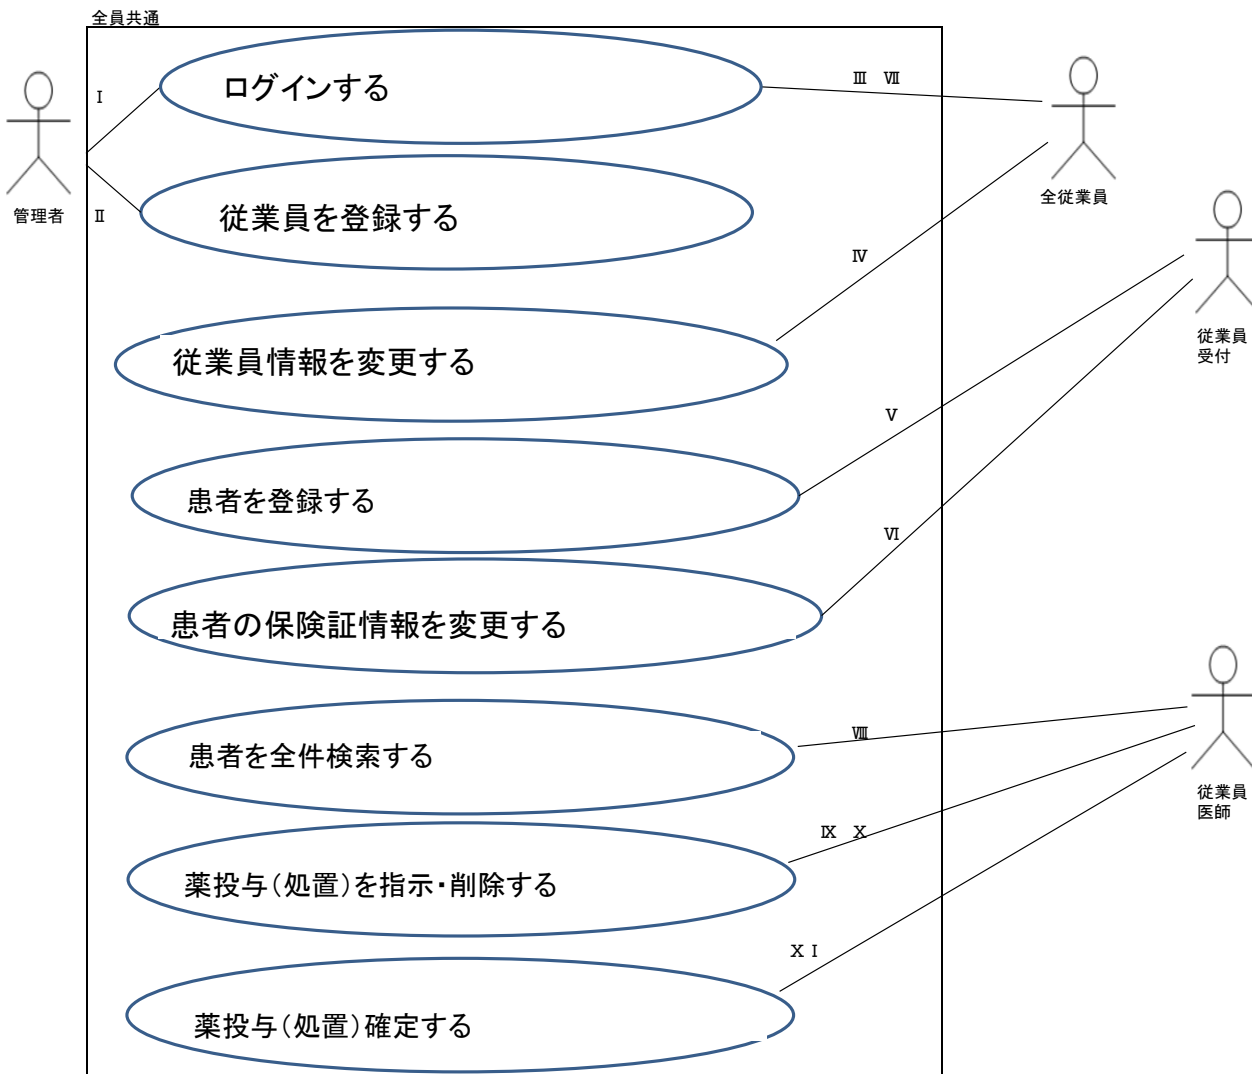 全員共通
ログインする
Ⅰ
Ⅲ Ⅶ
管理者
Ⅱ
従業員を登録する
全従業員
Ⅳ
従業員
受付
従業員情報を変更する
Ⅴ
患者を登録する
Ⅵ
患者の保険証情報を変更する
Ⅷ
患者を全件検索する
従業員
医師
Ⅸ Ⅹ
薬投与(処置)を指示・削除する
Ⅹ Ⅰ
薬投与(処置)確定する